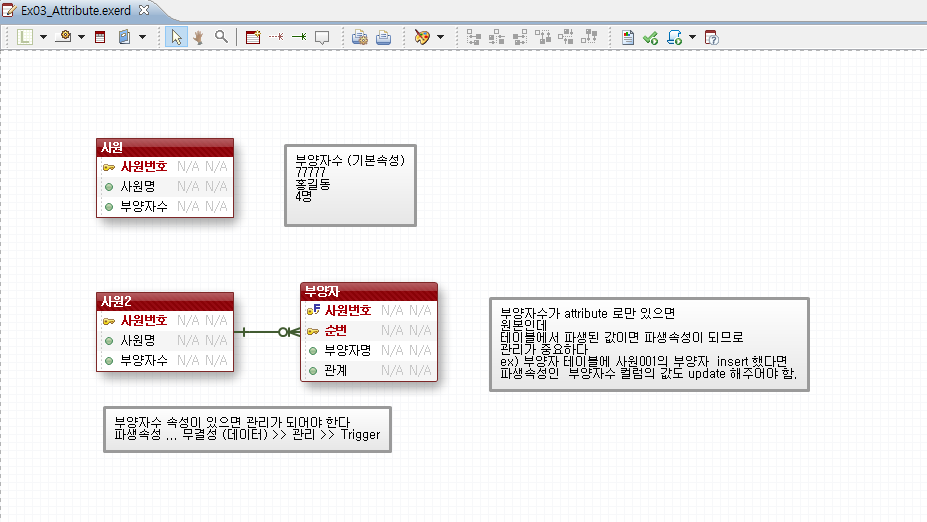 Ex03_Attribute.exerd
사원
사원번호 N/A N/A
사원명 N/A N/A
부양자수 N/A N/A
부양자수 (기본속성)
77777
홍길동
4명
사원2
사원번호 N/A N/A
사원명 N/A N/A
부양자수 N/A N/A
부양자
사원번호 N/A N/A
순번 N/A N/A
부양자명 N/A N/A
관계 N/A N/A
부양자수가 attribute 로만 있으면
원본인데
테이블에서 파생된 값이면 파생속성이 되므로
관리가 중요하다
ex) 부양자 테이블에 사원001의 부양자 insert 했다면
파생속성인 부양자수 컬럼의 값도 update 해주어야 함.
부양자수 속성이 있으면 관리가 되어야 한다
파생속성 ... 무결성 (데이터) >> 관리 >> Trigger